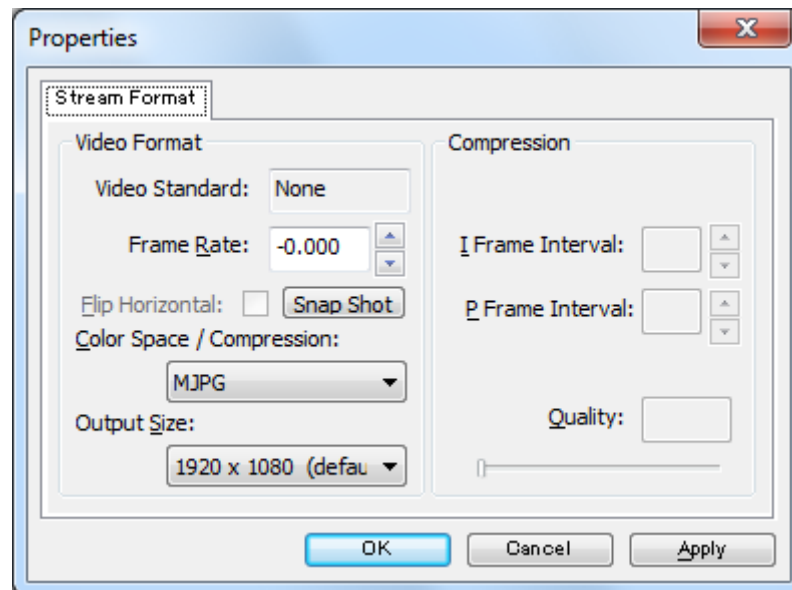 Properties
Stream Format
Video Format
Video Standard: None
Frame Rate: -0.000
Flip Horizontal: Snap Shot
Color Space / Compression:
MJPG
Output Size:
1920 x 1080 (defau
Compression
I Frame Interval:
P Frame Interval:
Quality:
OK Cancel Apply